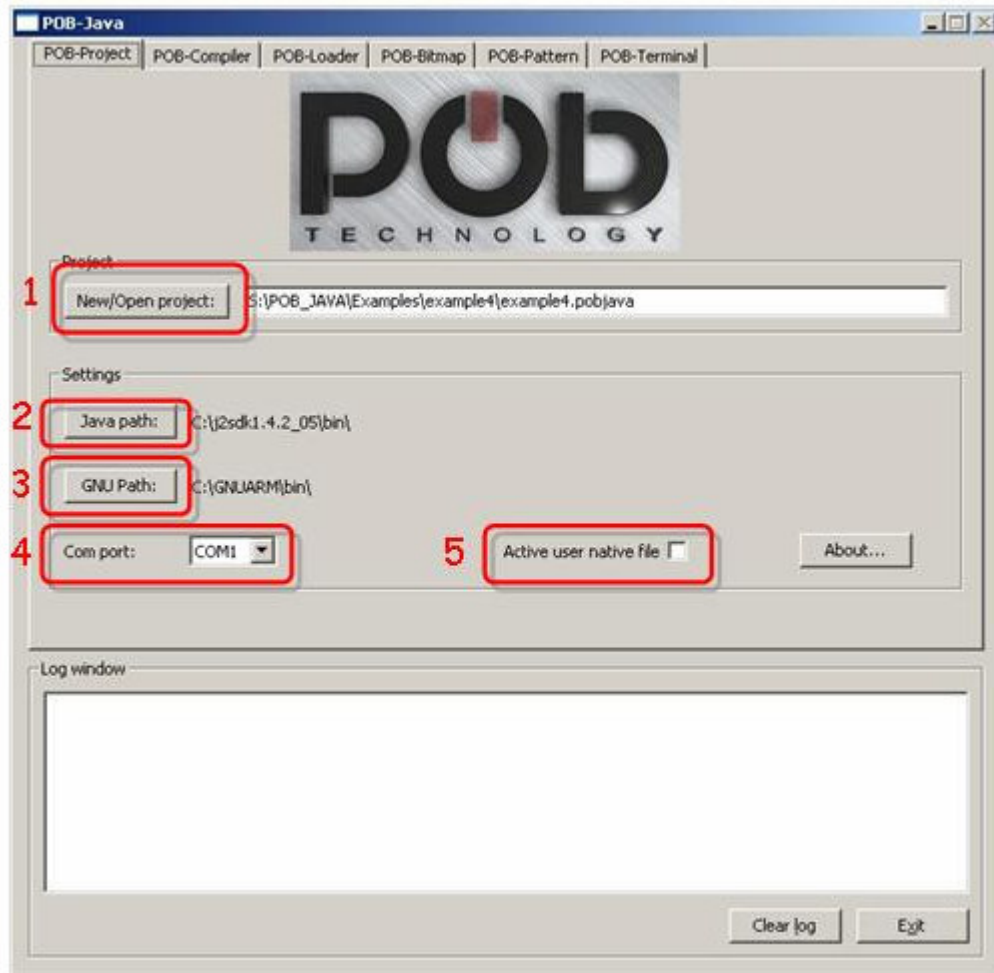 POB-Java
POB-Project POB-Compiler POB-Loader POB-Bitmap POB-Pattern POB-Terminal
POB
TECHNOLOGY
Project
1 New/Open project: S:\POB_JAVA\Examples\example4\example4.pobjava
Settings
2 Java path: C:\j2sdk1.4.2_05\bin\
3 GNU Path: C:\GNUARM\bin\
4 Com port: COM1 5 Active user native file About...
Log window
Clear log Exit